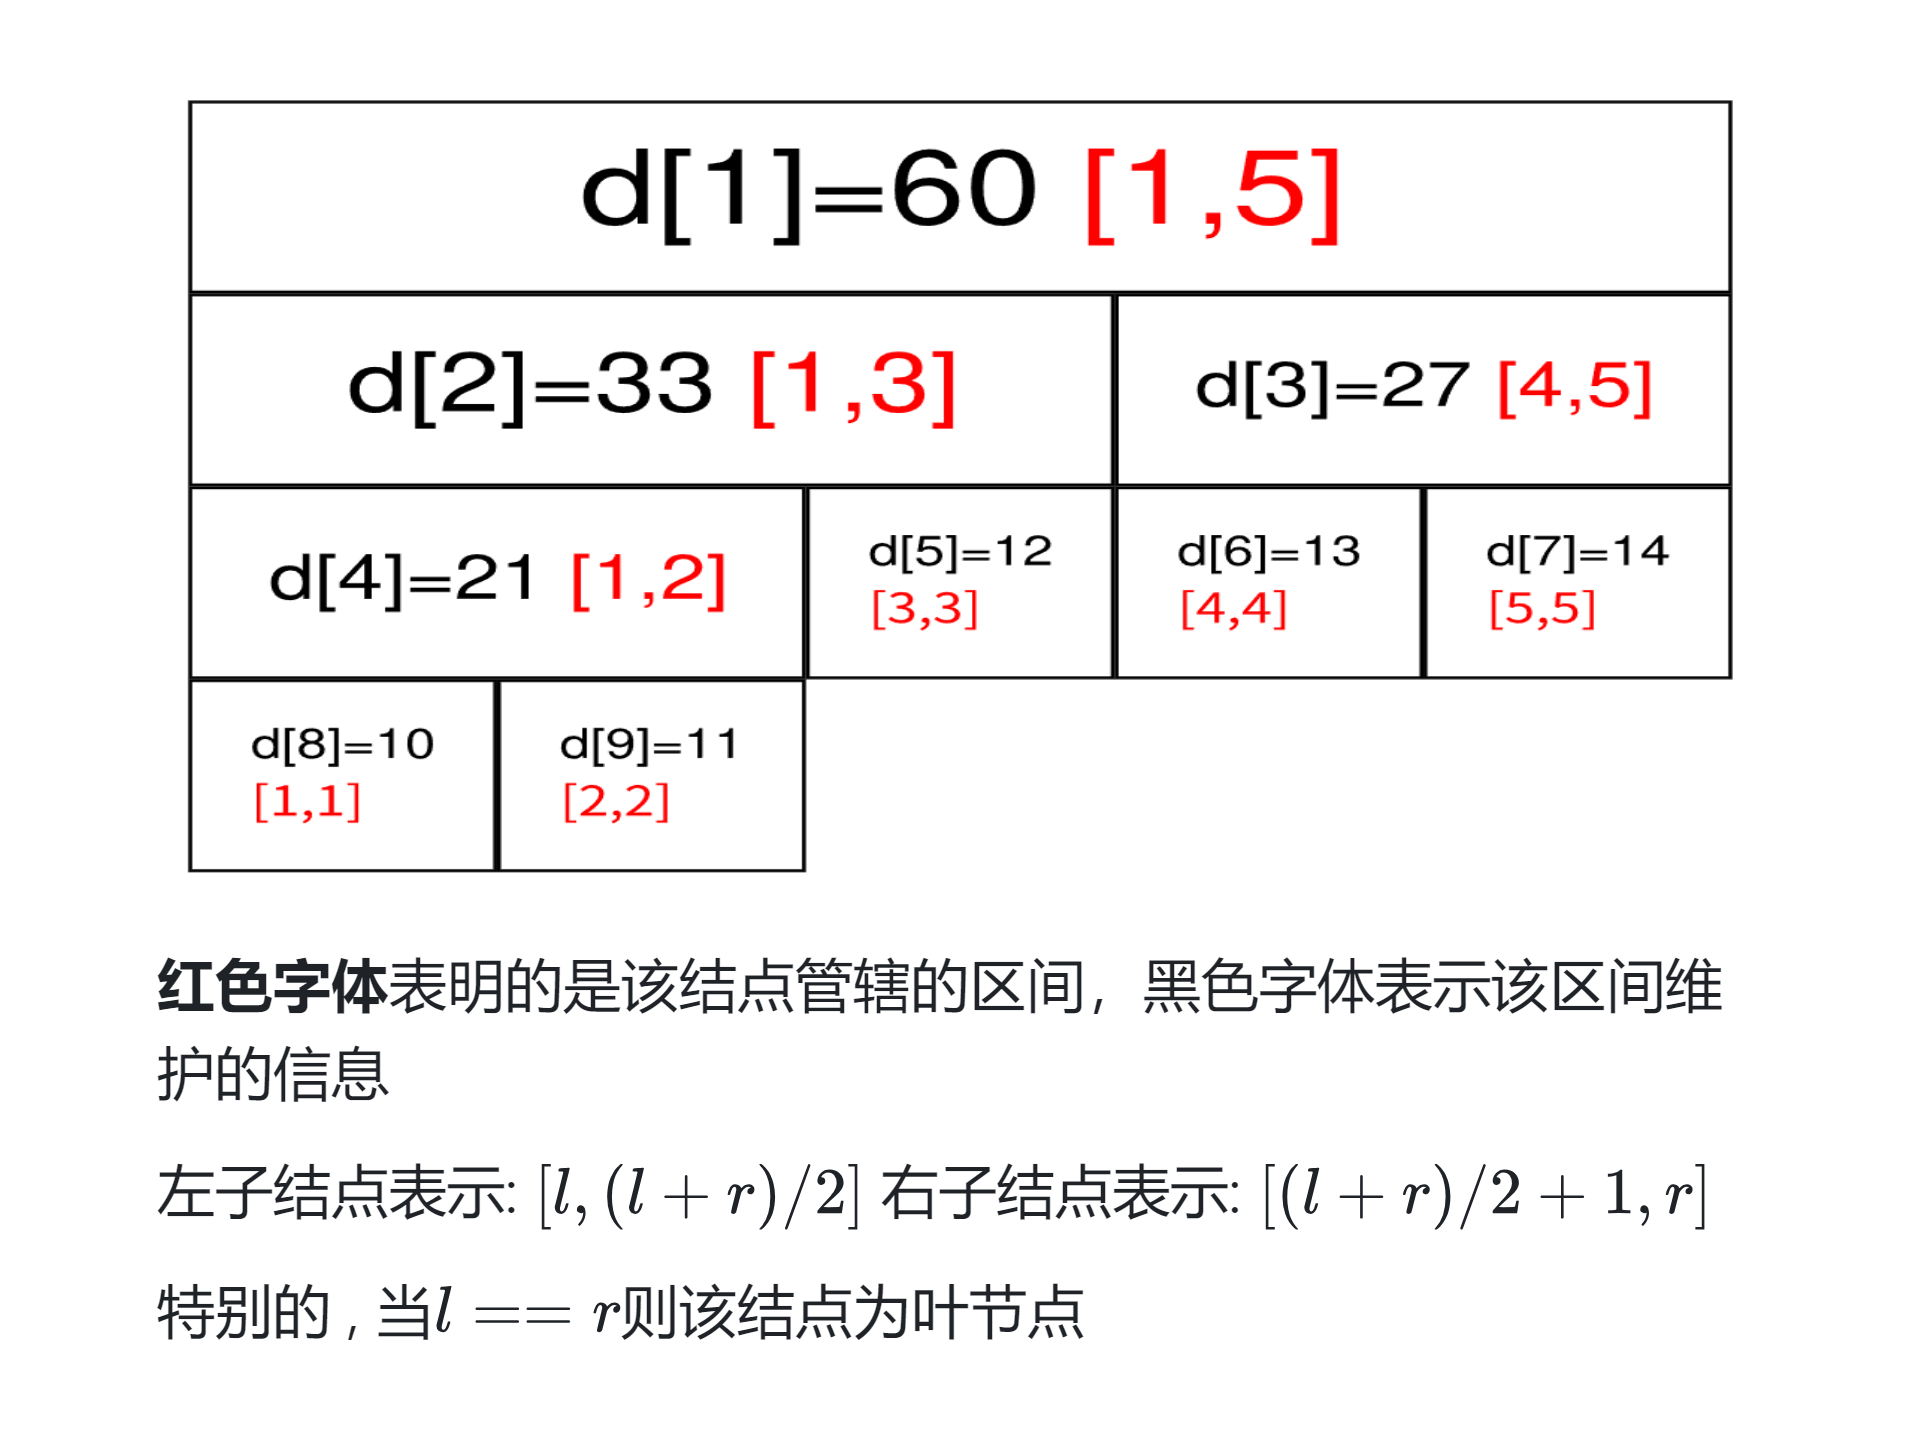 d[1]=60 [1,5]
d[2]=33 [1,3]
d[3]=27 [4,5]
d[4]=21 [1,2]
d[5]=12
[3,3]
d[6]=13
[4,4]
d[7]=14
[5,5]
d[8]=10
[1,1]
d[9]=11
[2,2]
红色字体表明的是该结点管辖的区间，黑色字体表示该区间维
护的信息
左子结点表示: [l, (l + r)/2] 右子结点表示: [(l + r)/2 + 1, r]
特别的 , 当l == r则该结点为叶节点